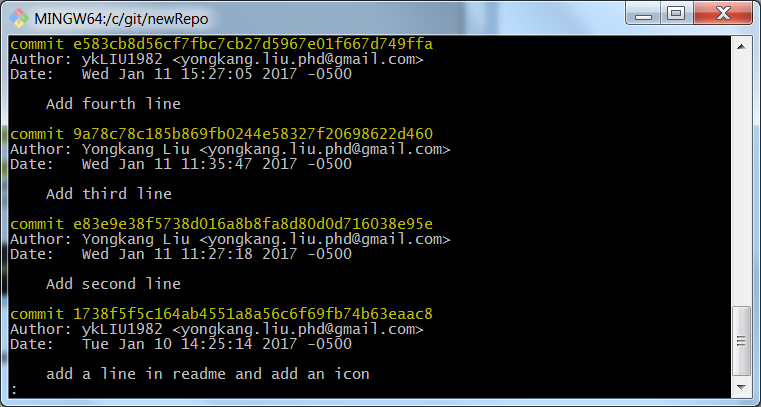 MINGW64:/c/git/newRepo
commit e583cb8d56cf7fbc7cb27d5967e01f667d749ffa
Author: ykLIU1982 <yongkang.liu.phd@gmail.com>
Date:   Wed Jan 11 15:27:05 2017 -0500
Add fourth line
commit 9a78c78c185b869fb0244e58327f20698622d460
Author: Yongkang Liu <yongkang.liu.phd@gmail.com>
Date:   Wed Jan 11 11:35:47 2017 -0500
Add third line
commit e83e9e38f5738d016a8b8fa8d80d0d716038e95e
Author: Yongkang Liu <yongkang.liu.phd@gmail.com>
Date:   Wed Jan 11 11:27:18 2017 -0500
Add second line
commit 1738f5f5c164ab4551a8a56c6f69fb74b63eaac8
Author: ykLIU1982 <yongkang.liu.phd@gmail.com>
Date:   Tue Jan 10 14:25:14 2017 -0500
add a line in readme and add an icon
: